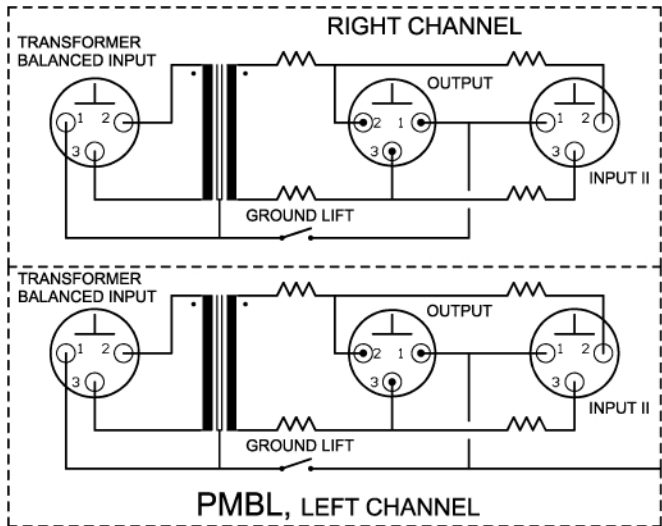 RIGHT CHANNEL
TRANSFORMER
BALANCED INPUT
OUTPUT
1 2 3
2 1 3
1 2 3
INPUT II
GROUND LIFT
TRANSFORMER
BALANCED INPUT
OUTPUT
1 2 3
2 1 3
1 2 3
INPUT II
GROUND LIFT
PMBL, LEFT CHANNEL